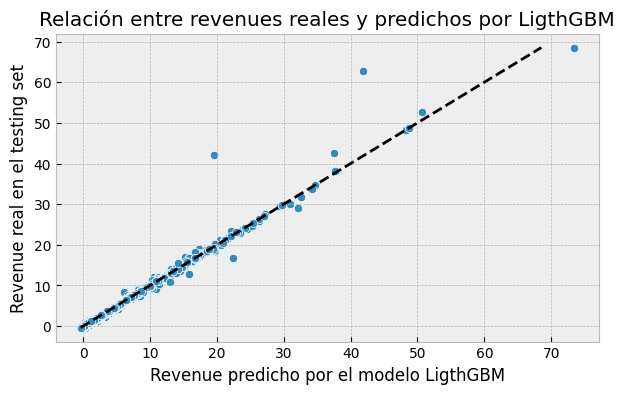 Relación entre revenues reales y predichos por LigthGBM
70
60
50
40
30
20
10
0
Revenue real en el testing set
0 10 20 30 40 50 60 70
Revenue predicho por el modelo LigthGBM